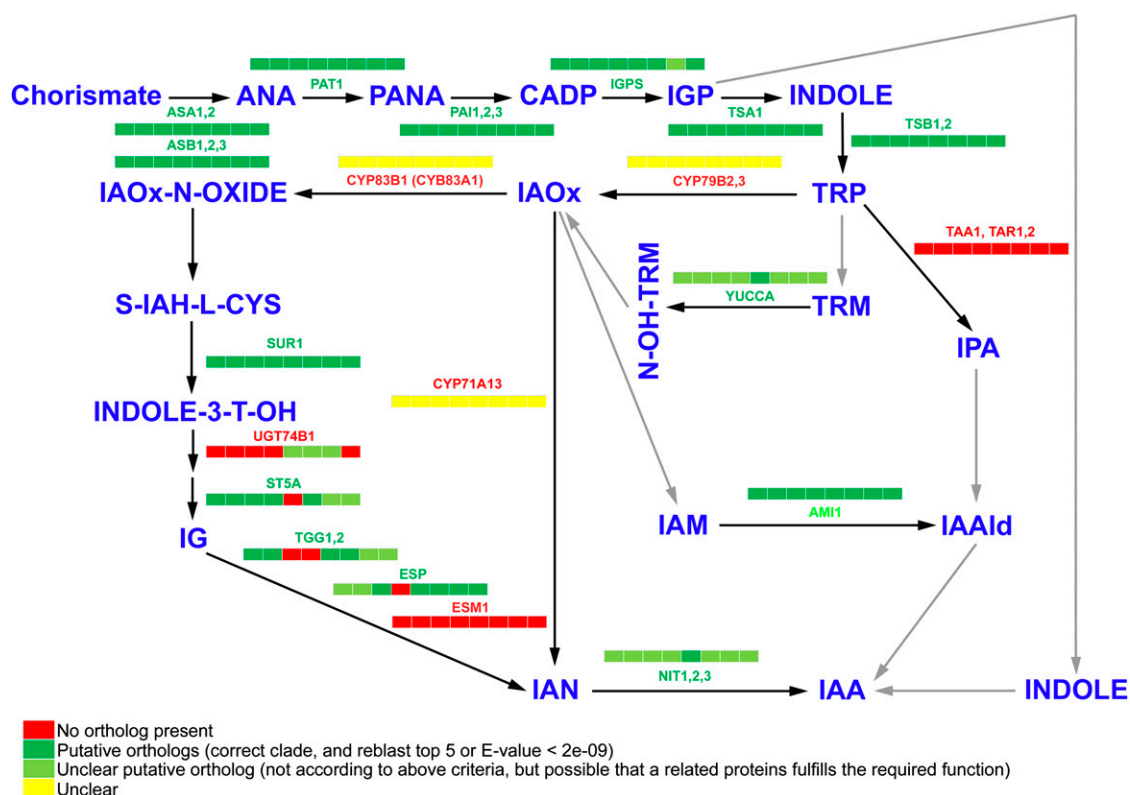 PAT1
IGPS
Chorismate
ANA
PANA
CADP
IGP
INDOLE
ASA1,2
PAI1,2,3
TSA1
TSB1,2
ASB1,2,3
CYP83B1 (CYB83A1)
CYP79B2,3
IAOx-N-OXIDE
IAOx
TRP
TAA1, TAR1,2
N-OH-TRM
YUCCA
TRM
S-IAH-L-CYS
SUR1
IPA
CYP71A13
INDOLE-3-T-OH
UGT74B1
ST5A
IG
IAM
AMI1
IAAld
TGG1,2
ESP
ESM1
IAN
NIT1,2,3
IAA
INDOLE
No ortholog present
Putative orthologs (correct clade, and reblast top 5 or E-value < 2e-09)
Unclear putative ortholog (not according to above criteria, but possible that a related proteins fulfills the required function)
Unclear